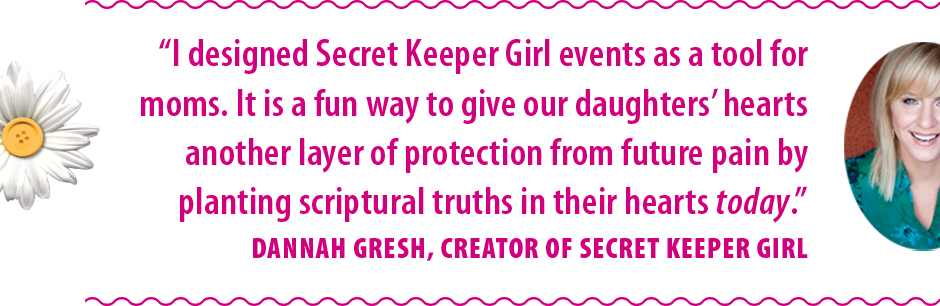 “I designed Secret Keeper Girl events as a tool for
moms. It is a fun way to give our daughters’ hearts
another layer of protection from future pain by
planting scriptural truths in their hearts today.”
DANNAH GRESH, CREATOR OF SECRET KEEPER GIRL